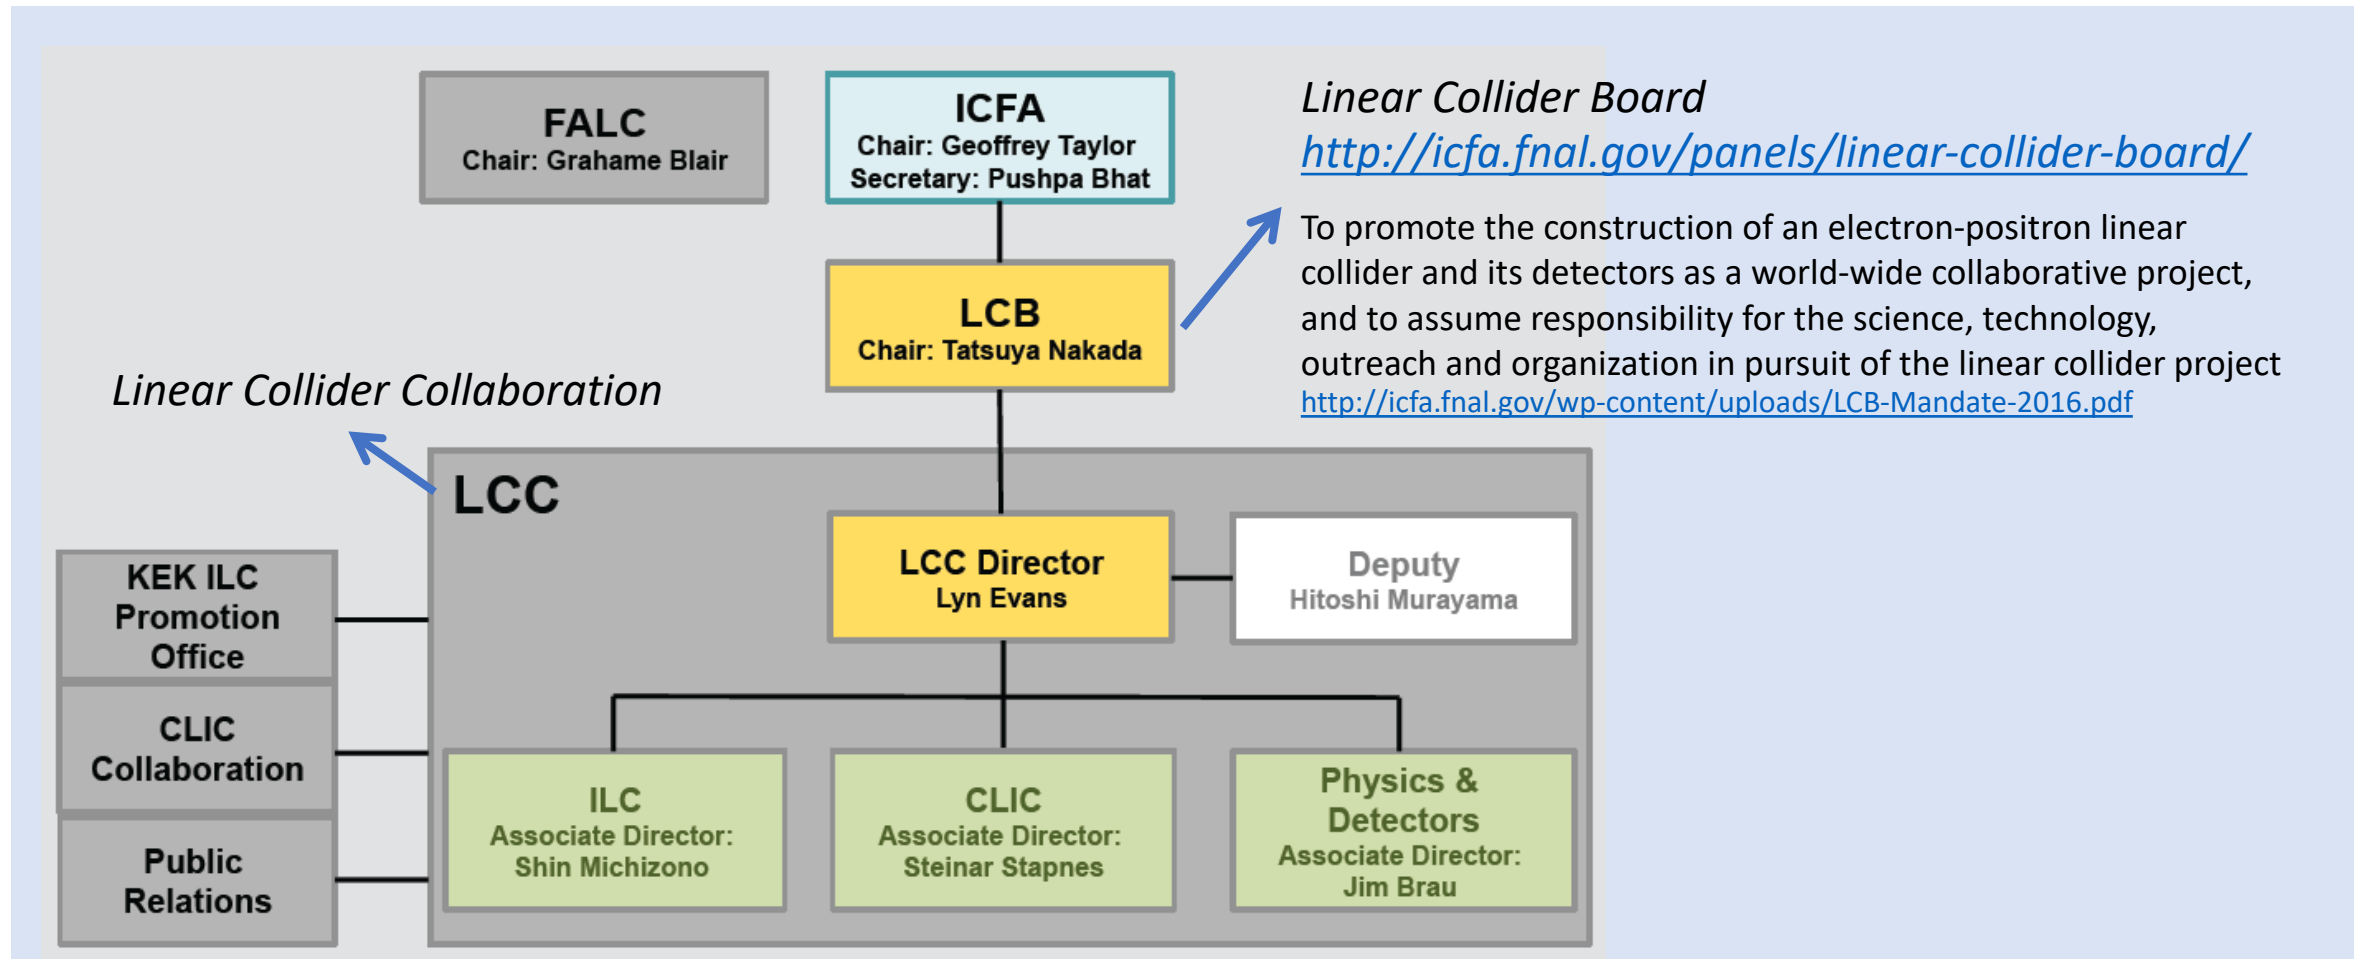 FALC
Chair: Grahame Blair
ICFA
Chair: Geoffrey Taylor
Secretary: Pushpa Bhat
Linear Collider Board
http://icfa.fnal.gov/panels/linear-collider-board/
To promote the construction of an electron-positron linear
collider and its detectors as a world-wide collaborative project,
and to assume responsibility for the science, technology,
outreach and organization in pursuit of the linear collider project
http://icfa.fnal.gov/wp-content/uploads/LCB-Mandate-2016.pdf
LCB
Chair: Tatsuya Nakada
Linear Collider Collaboration
LCC
LCC Director
Lyn Evans
Deputy
Hitoshi Murayama
KEK ILC
Promotion
Office
CLIC
Collaboration
Public
Relations
ILC
Associate Director:
Shin Michizono
CLIC
Associate Director:
Steinar Stapnes
Physics &
Detectors
Associate Director:
Jim Brau